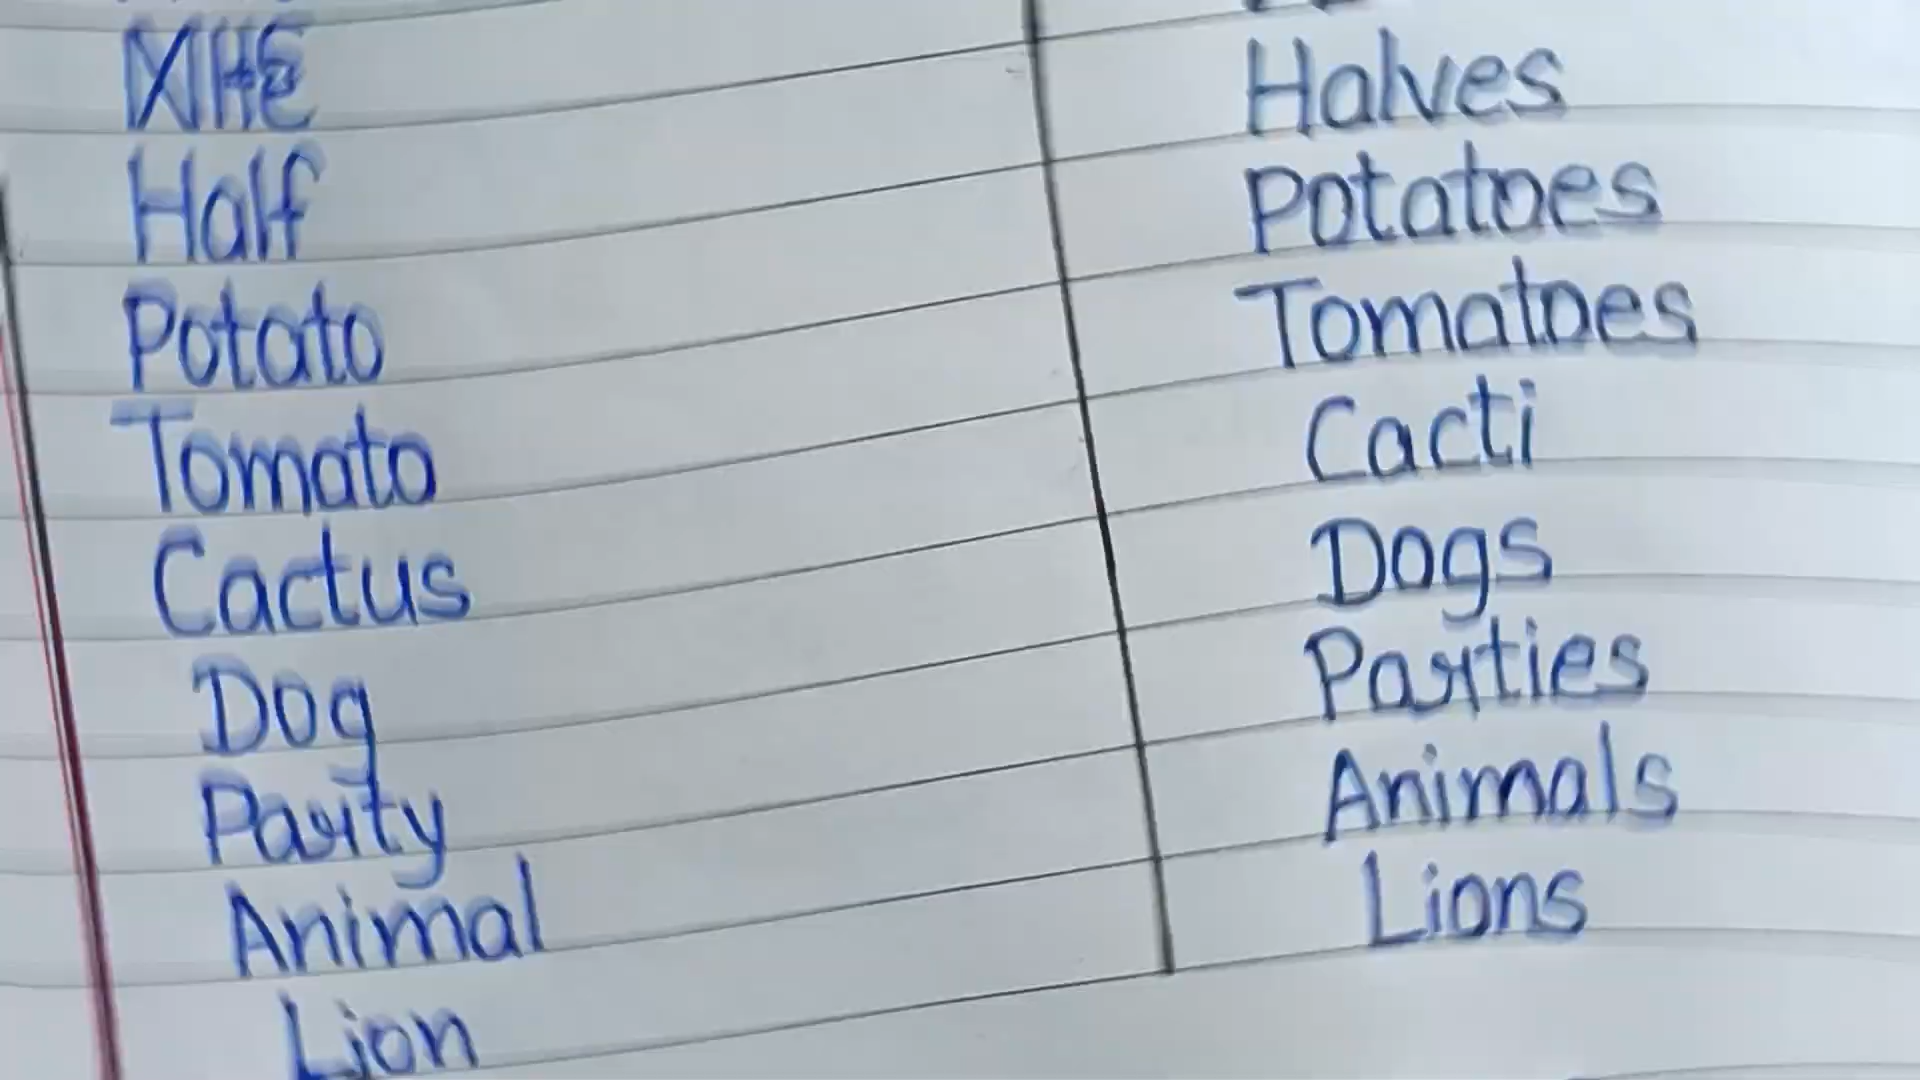 Half Halves
Potato Potatoes
Tomato Tomatoes
Cactus Cacti
Dog Dogs
Party Parties
Animal Animals
Lion Lions